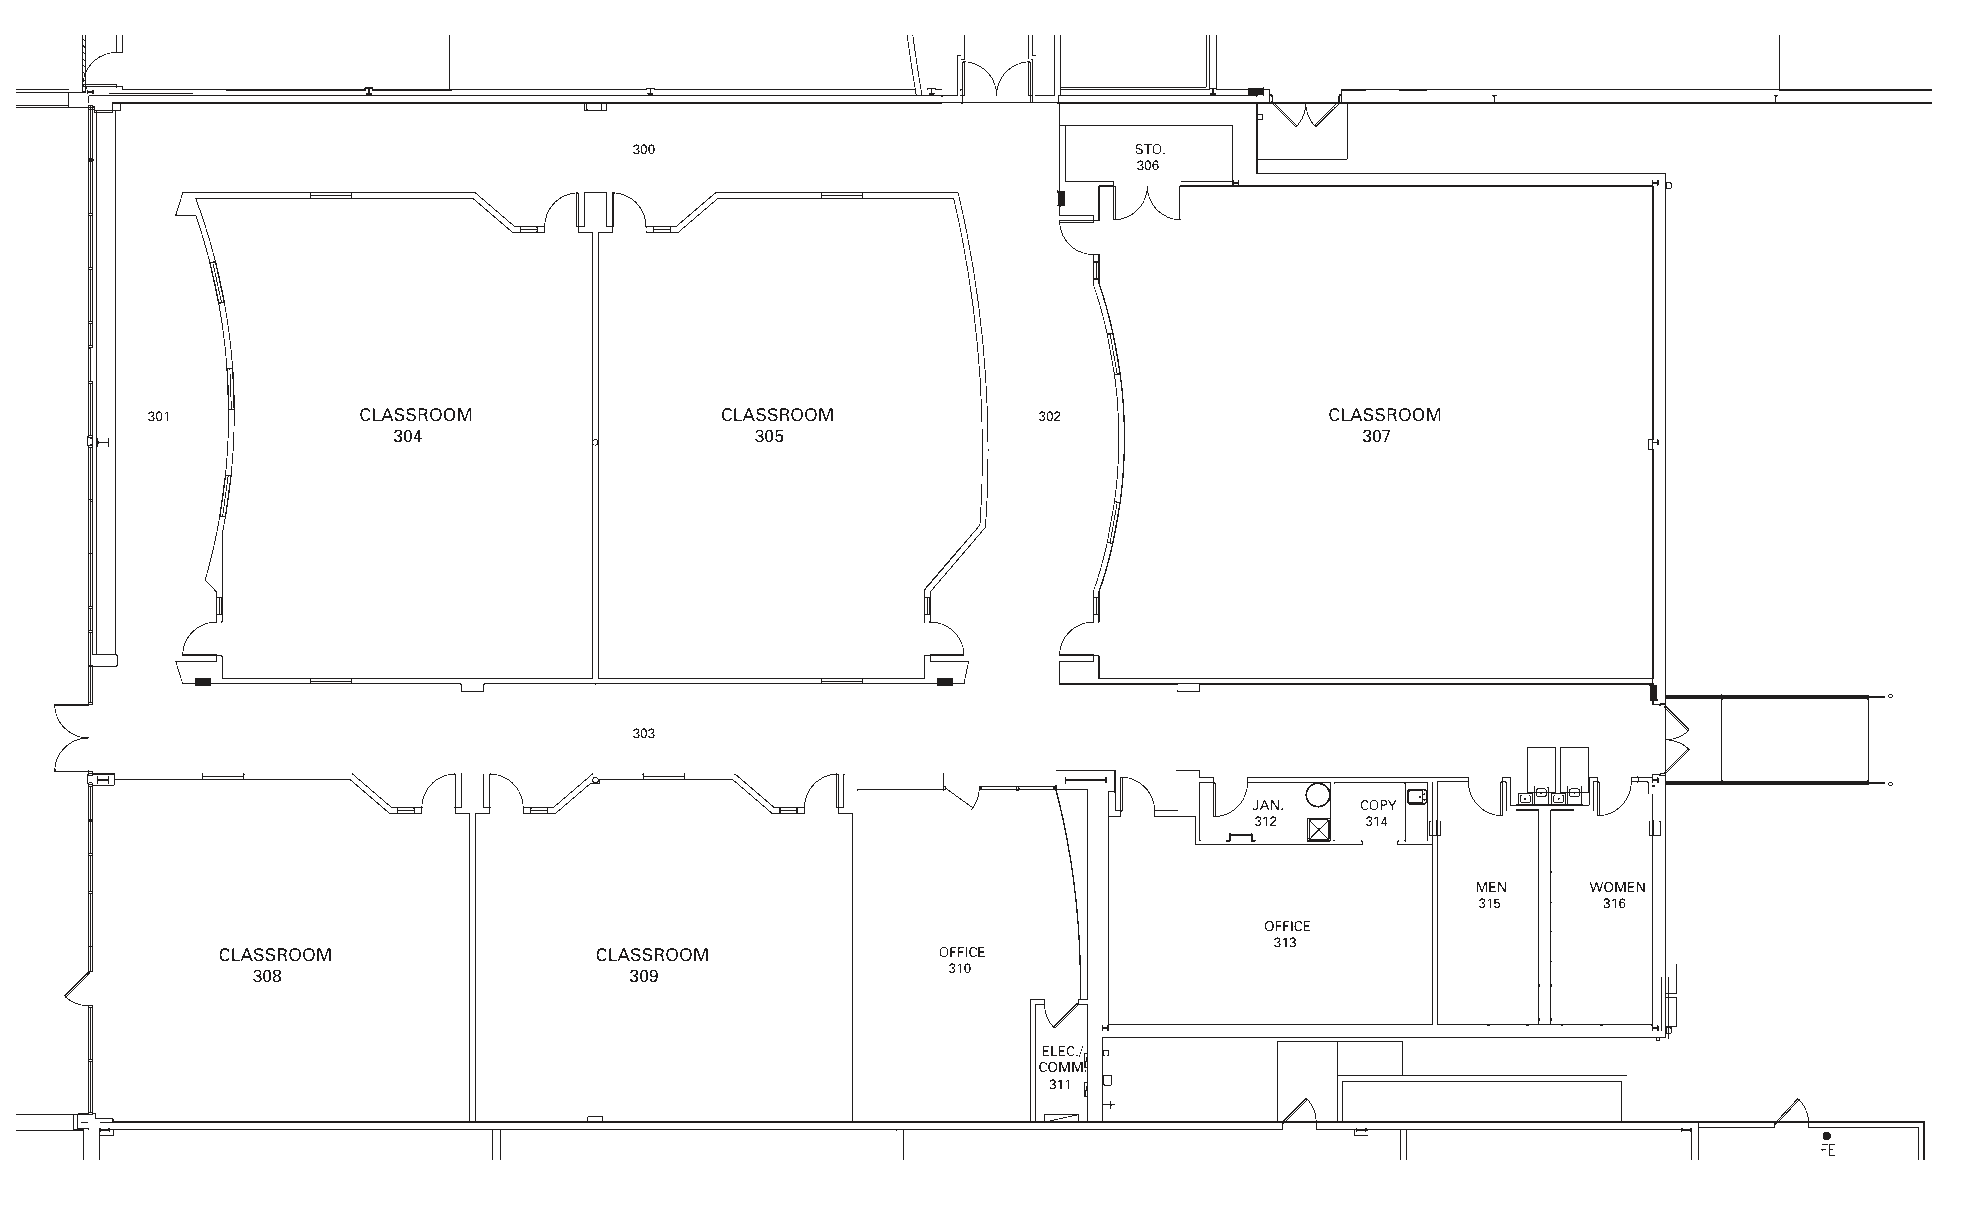 300
STO.
306
301
CLASSROOM
304
CLASSROOM
305
302
CLASSROOM
307
303
JAN.
312
COPY
314
MEN
315
WOMEN
316
OFFICE
313
CLASSROOM
308
CLASSROOM
309
OFFICE
310
ELEC./
COMM.
311
FE